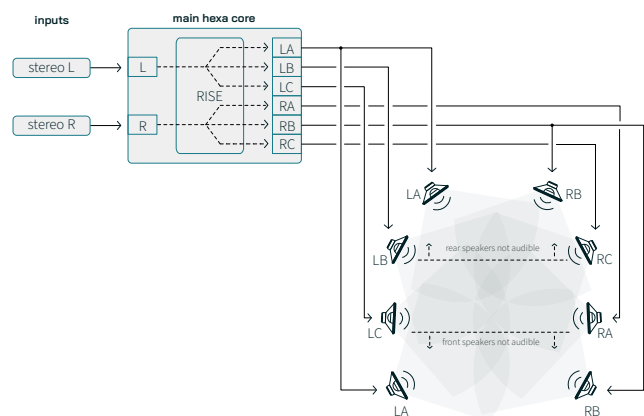 inputs
main hexa core
stereo L
L
RISE
LA
LB
LC
RA
RB
RC
stereo R
R
LA
RB
LB
rear speakers not audible
RC
LC
front speakers not audible
RA
LA
RB